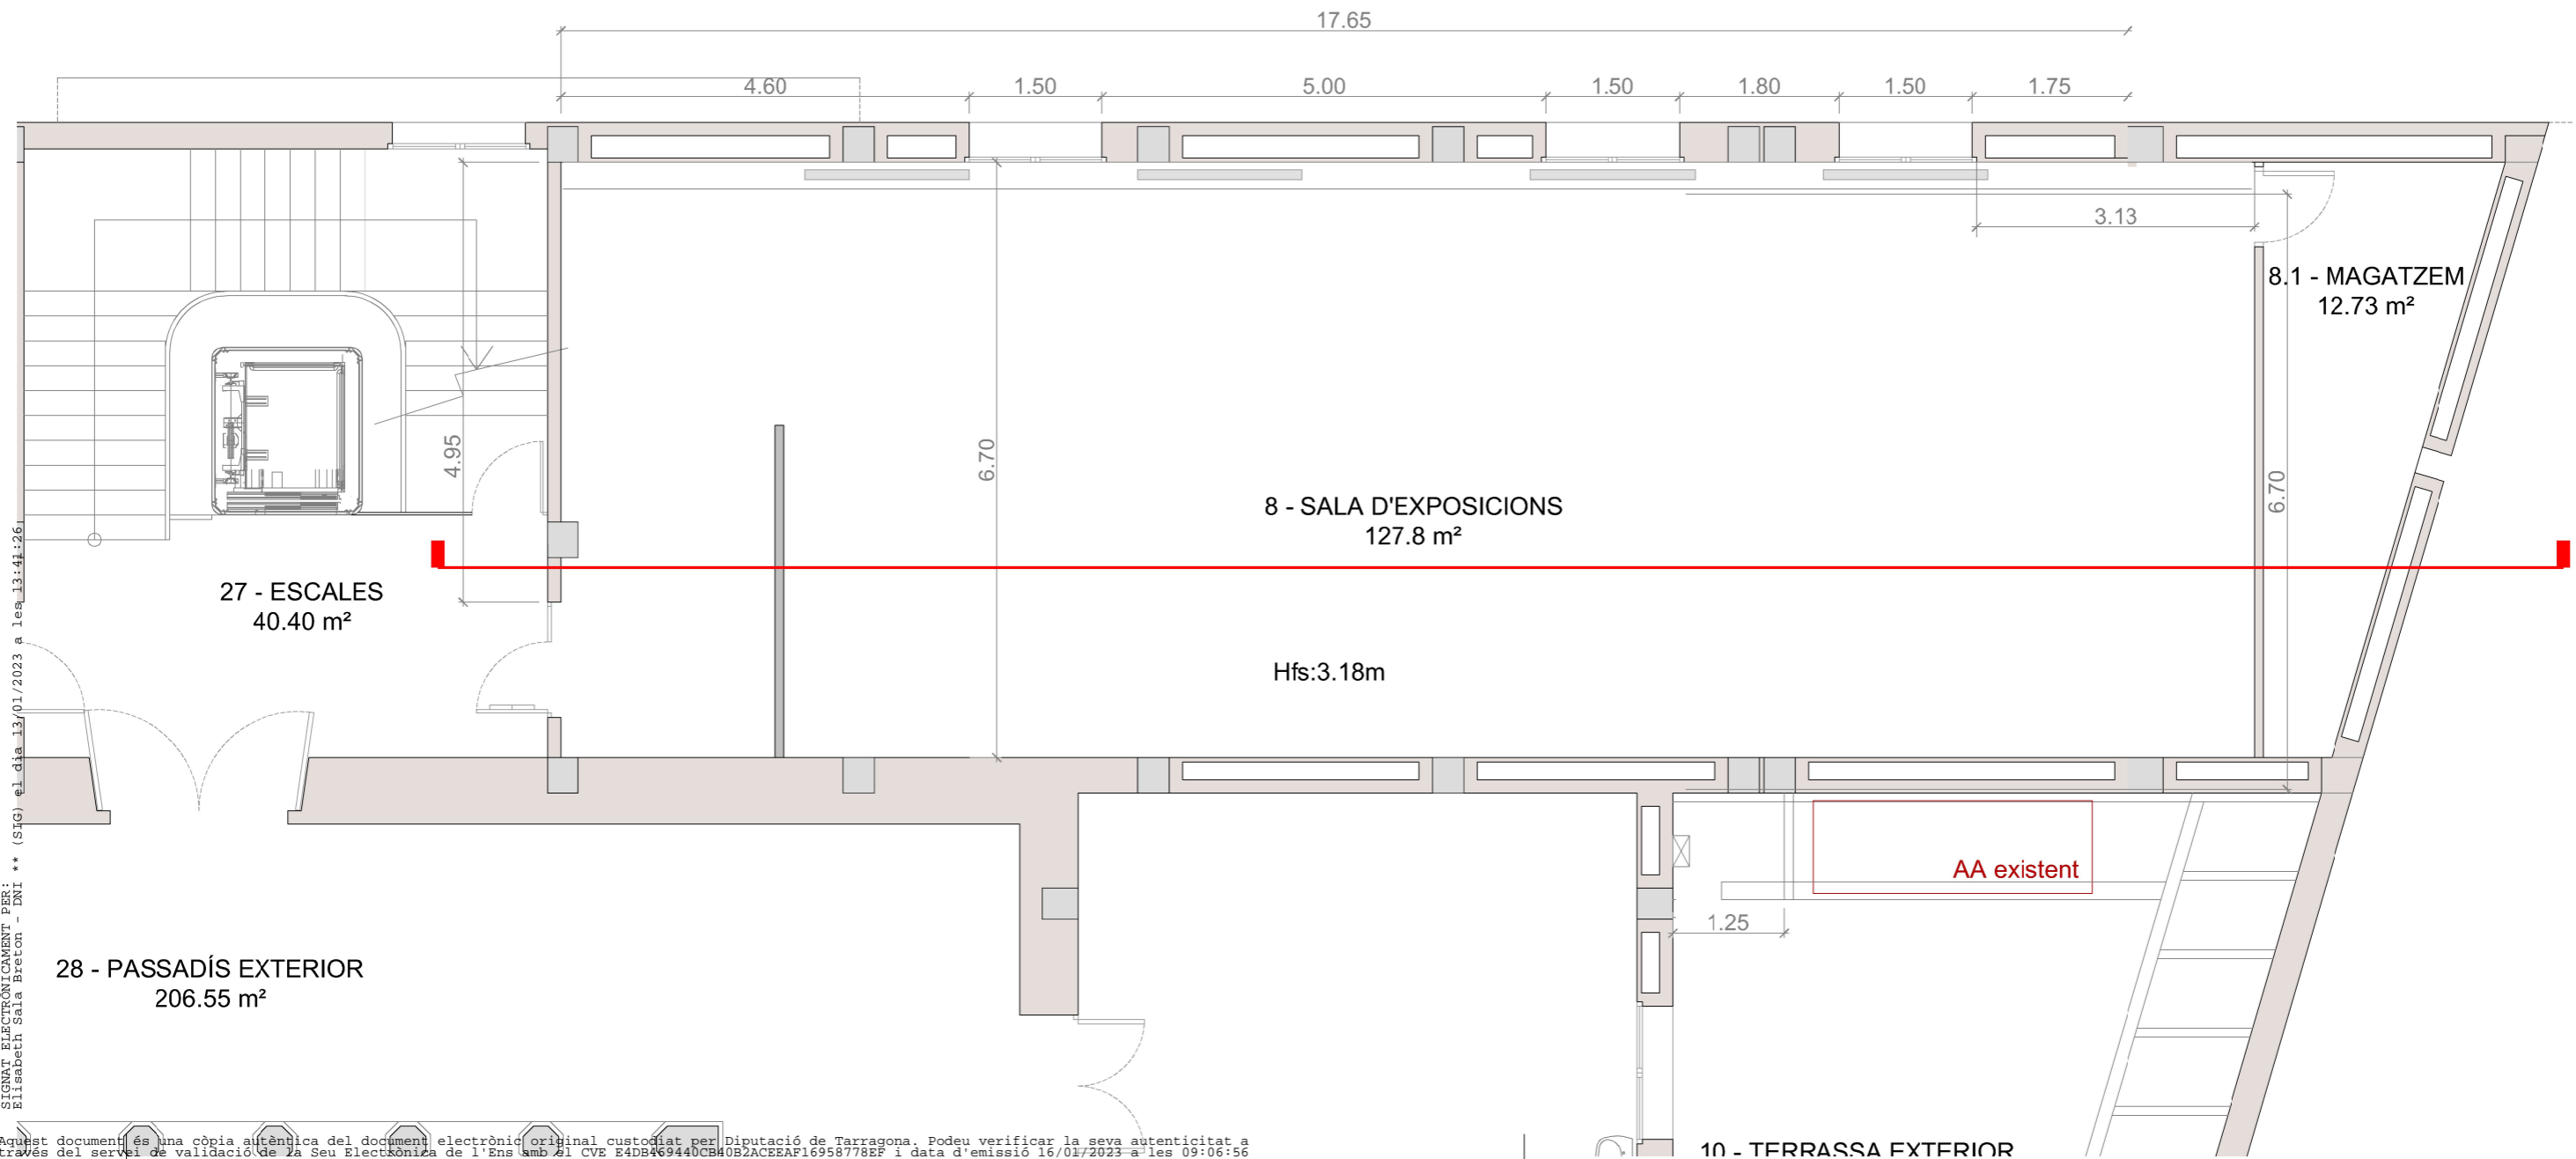 17.65
4.60
1.50
5.00
1.50
1.80
1.50
1.75
3.13
8.1 - MAGATZEM
12.73 m²
4.95
6.70
6.70
8 - SALA D'EXPOSICIONS
127.8 m²
27 - ESCALES
40.40 m²
Hfs:3.18m
AA existent
1.25
28 - PASSADÍS EXTERIOR
206.55 m²
10 - TERRASSA EXTERIOR
SIGNAT ELECTRÒNICAMENT PER:
Elisabeth Sala Breton - DNI ** (SIG) el dia 13/01/2023 a les 13:41:26
Aquest document és una còpia autèntica del document electrònic original custodiat per Diputació de Tarragona. Podeu verificar la seva autenticitat a
través del servei de validació de la Seu Electrònica de l'Ens amb el CVE E4DB469440CB40B2ACEEAF16958778EF i data d'emissió 16/01/2023 a les 09:06:56